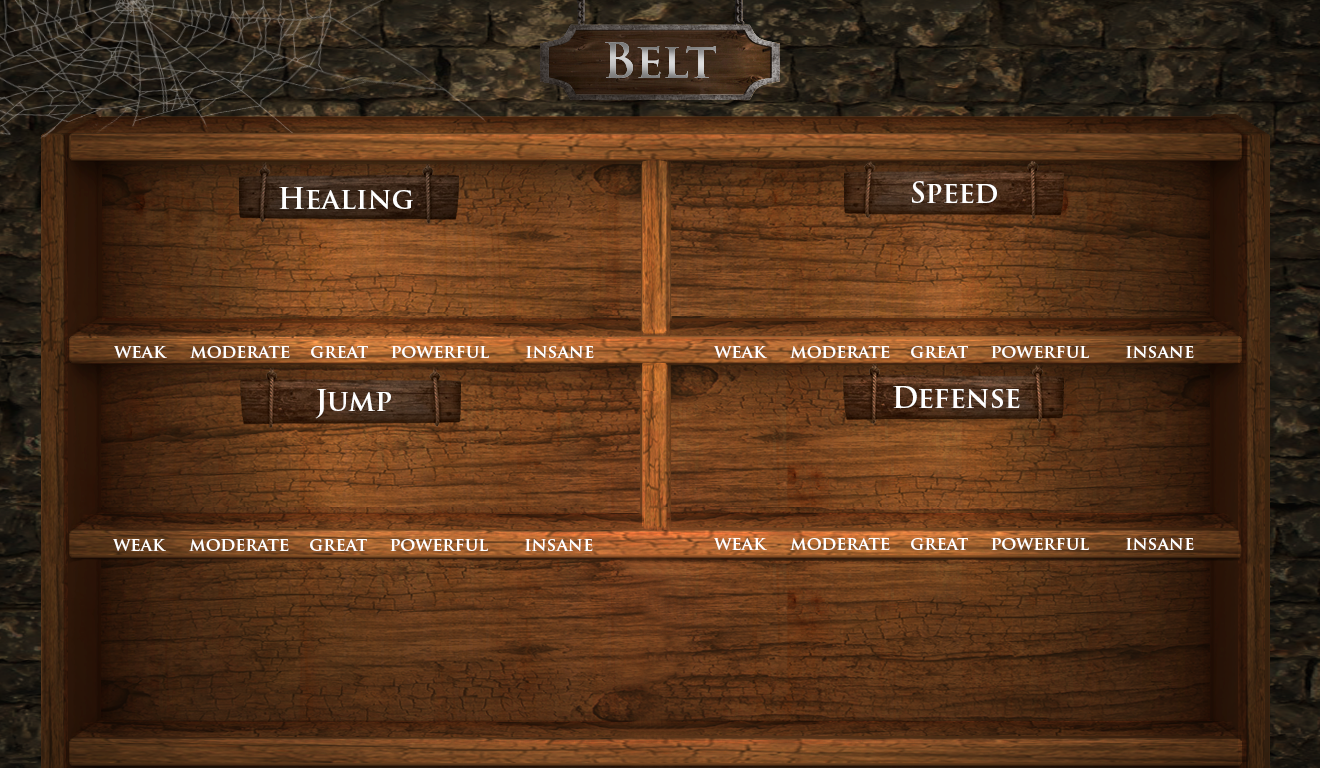 BELT
HEALING
SPEED
WEAK MODERATE GREAT POWERFUL INSANE
WEAK MODERATE GREAT POWERFUL INSANE
JUMP
DEFENSE
WEAK MODERATE GREAT POWERFUL INSANE
WEAK MODERATE GREAT POWERFUL INSANE